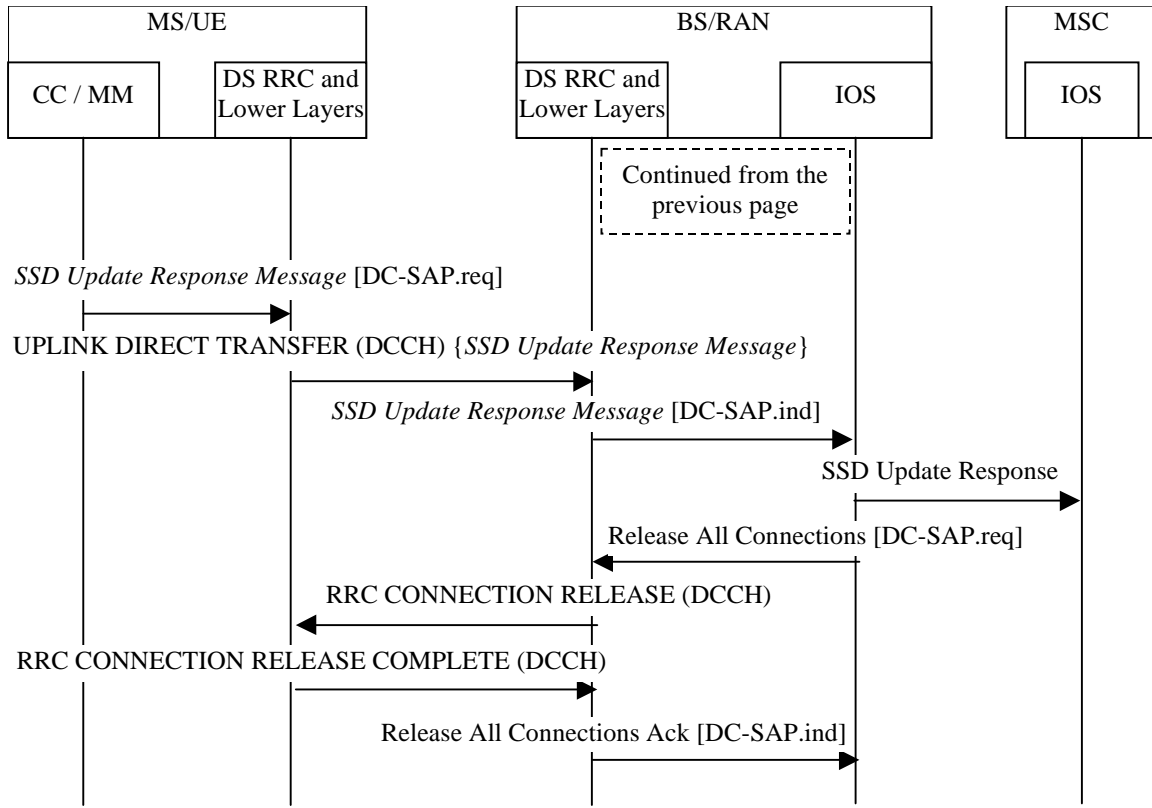 MS/UE
BS/RAN
MSC
CC / MM
DS RRC and
Lower Layers
DS RRC and
Lower Layers
IOS
IOS
Continued from the
previous page
SSD Update Response Message [DC-SAP.req]
UPLINK DIRECT TRANSFER (DCCH) {SSD Update Response Message}
SSD Update Response Message [DC-SAP.ind]
SSD Update Response
Release All Connections [DC-SAP.req]
RRC CONNECTION RELEASE (DCCH)
RRC CONNECTION RELEASE COMPLETE (DCCH)
Release All Connections Ack [DC-SAP.ind]